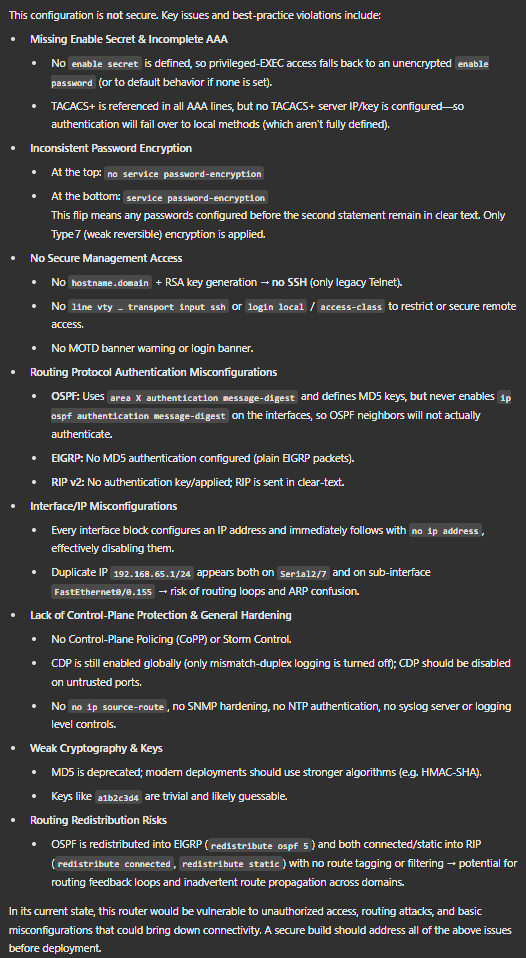 This configuration is not secure. Key issues and best-practice violations include:
Missing Enable Secret & Incomplete AAA
No enable secret is defined, so privileged-EXEC access falls back to an unencrypted enable
password (or to default behavior if none is set).
TACACS+ is referenced in all AAA lines, but no TACACS+ server IP/key is configured—so
authentication will fail over to local methods (which aren't fully defined).
Inconsistent Password Encryption
At the top: no service password-encryption
At the bottom: service password-encryption
This flip means any passwords configured before the second statement remain in clear text. Only
Type 7 (weak reversible) encryption is applied.
No Secure Management Access
No hostname.domain + RSA key generation → no SSH (only legacy Telnet).
No line vty … transport input ssh or login local / access-class to restrict or secure remote
access.
No MOTD banner warning or login banner.
Routing Protocol Authentication Misconfigurations
OSPF: Uses area X authentication message-digest and defines MD5 keys, but never enables ip
ospf authentication message-digest on the interfaces, so OSPF neighbors will not actually
authenticate.
EIGRP: No MD5 authentication configured (plain EIGRP packets).
RIP v2: No authentication key/applied; RIP is sent in clear-text.
Interface/IP Misconfigurations
Every interface block configures an IP address and immediately follows with no ip address,
effectively disabling them.
Duplicate IP 192.168.65.1/24 appears both on Serial2/7 and on sub-interface
FastEthernet0/0.155 → risk of routing loops and ARP confusion.
Lack of Control-Plane Protection & General Hardening
No Control-Plane Policing (CoPP) or Storm Control.
CDP is still enabled globally (only mismatch-duplex logging is turned off); CDP should be disabled
on untrusted ports.
No no ip source-route, no SNMP hardening, no NTP authentication, no syslog server or logging
level controls.
Weak Cryptography & Keys
MD5 is deprecated; modern deployments should use stronger algorithms (e.g. HMAC-SHA).
Keys like a1b2c3d4 are trivial and likely guessable.
Routing Redistribution Risks
OSPF is redistributed into EIGRP (redistribute ospf 5) and both connected/static into RIP
(redistribute connected, redistribute static) with no route tagging or filtering → potential for
routing feedback loops and inadvertent route propagation across domains.
In its current state, this router would be vulnerable to unauthorized access, routing attacks, and basic
misconfigurations that could bring down connectivity. A secure build should address all of the above issues
before deployment.